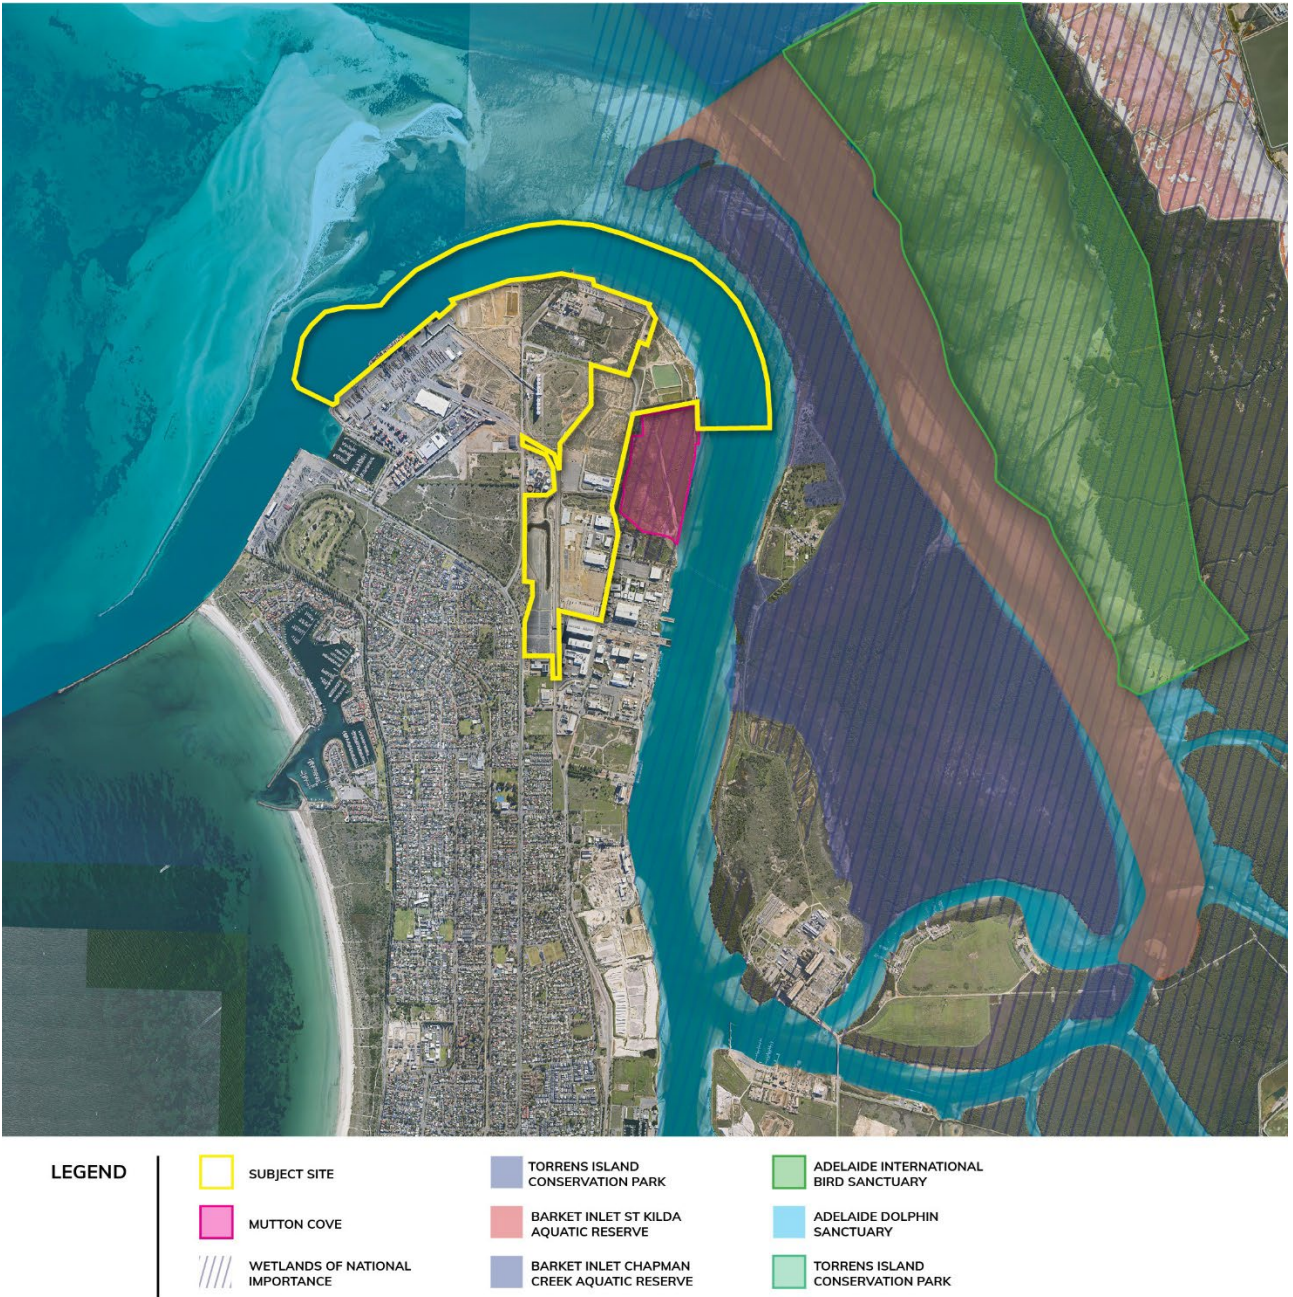 LEGEND
SUBJECT SITE
MUTTON COVE
WETLANDS OF NATIONAL
IMPORTANCE
TORRENS ISLAND
CONSERVATION PARK
BARKET INLET ST KILDA
AQUATIC RESERVE
BARKET INLET CHAPMAN
CREEK AQUATIC RESERVE
ADELAIDE INTERNATIONAL
BIRD SANCTUARY
ADELAIDE DOLPHIN
SANCTUARY
TORRENS ISLAND
CONSERVATION PARK